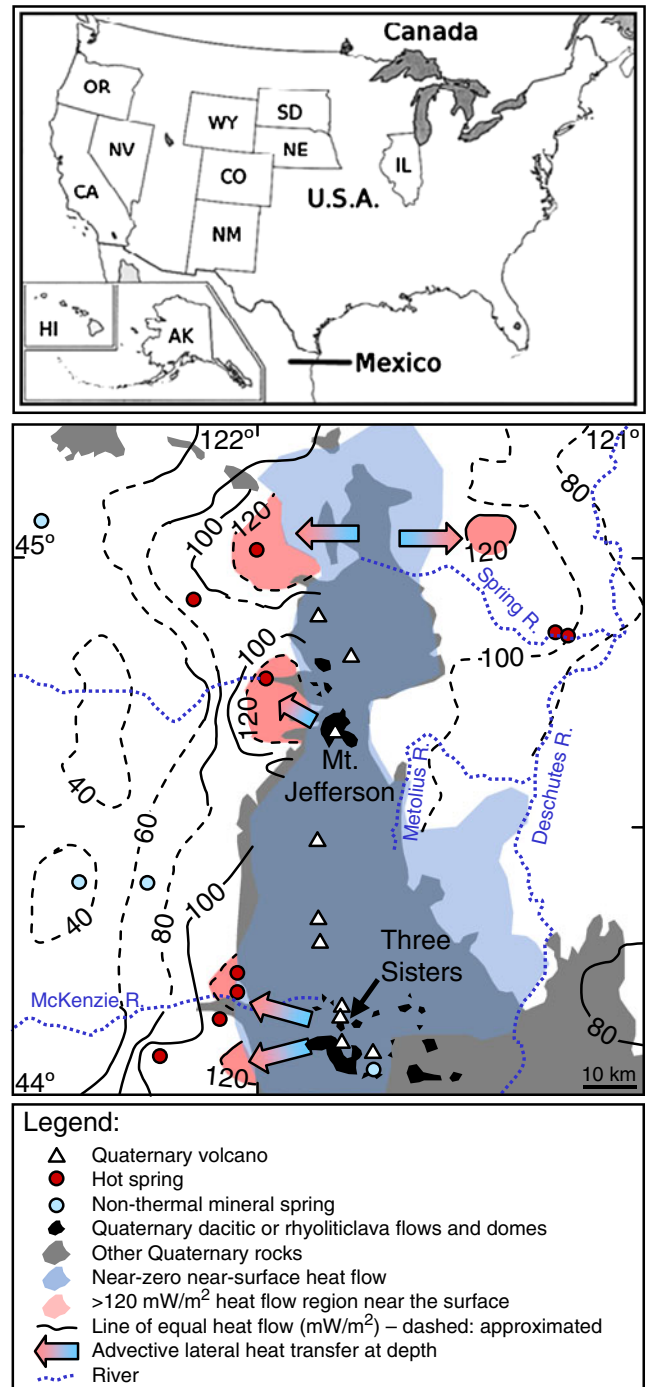 Canada
OR
WY
SD
NV
NE
IL
CA
CO
U.S.A.
NM
HI
AK
Mexico
122º
121º
80
100
120
45º
120
Spring R.
100
100
120
Mt.
Jefferson
Metolius R.
Deschutes R.
40
60
100
80
40
Three
Sisters
McKenzie R.
80
120
44º
10 km
Legend:
Quaternary volcano
Hot spring
Non-thermal mineral spring
Quaternary dacitic or rhyoliticlava flows and domes
Other Quaternary rocks
Near-zero near-surface heat flow
>120 mW/m² heat flow region near the surface
Line of equal heat flow (mW/m²) – dashed: approximated
Advective lateral heat transfer at depth
River